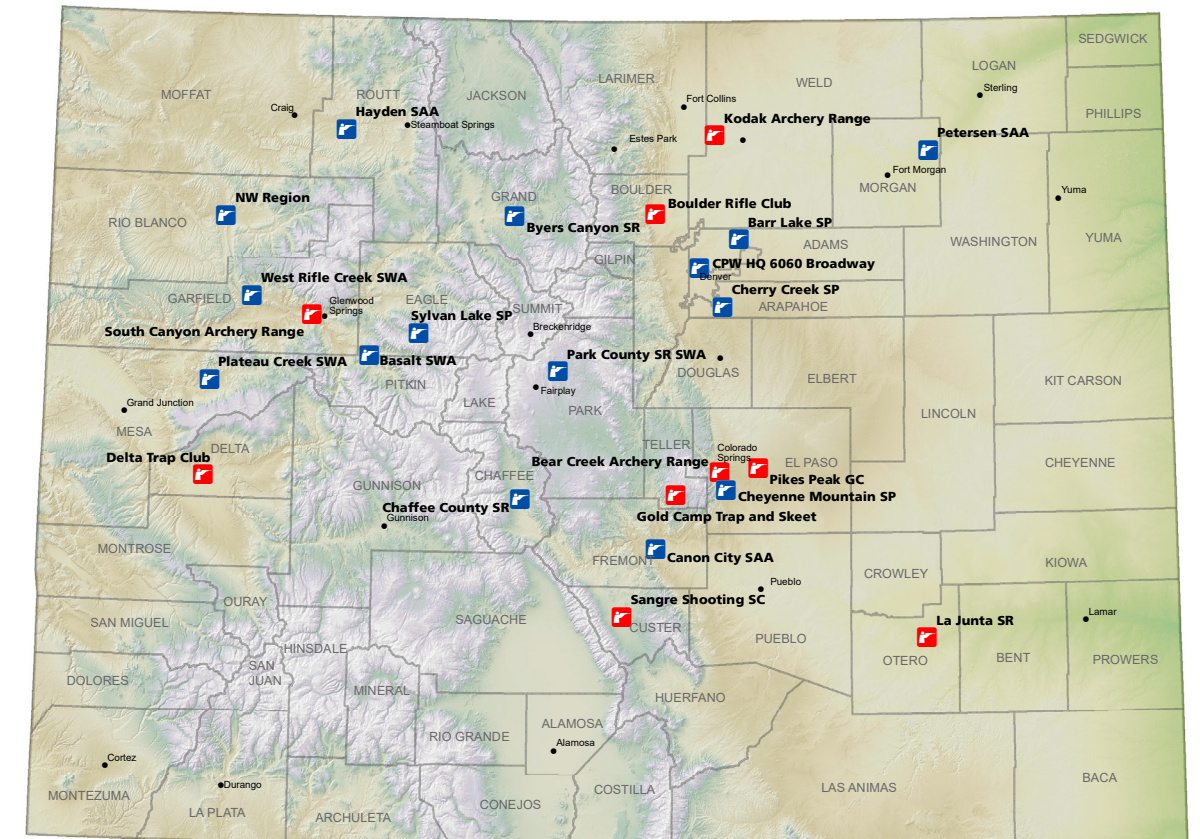 SEDGWICK
LOGAN
LARIMER
WELD
MOFFAT
ROUTT
JACKSON
Sterling
Craig
Hayden SAA
Fort Collins
PHILLIPS
Steamboat Springs
Kodak Archery Range
Petersen SAA
Estes Park
Fort Morgan
MORGAN
Yuma
NW Region
GRAND
BOULDER
Boulder Rifle Club
RIO BLANCO
Byers Canyon SR
Barr Lake SP
ADAMS
WASHINGTON
YUMA
GILPIN
CPW HQ 6060 Broadway
Denver
West Rifle Creek SWA
Cherry Creek SP
GARFIELD
Glenwood
Springs
EAGLE
SUMMIT
ARAPAHOE
South Canyon Archery Range
Sylvan Lake SP
Breckenridge
Plateau Creek SWA
Basalt SWA
Park County SR SWA
PITKIN
DOUGLAS
ELBERT
KIT CARSON
Fairplay
Grand Junction
LAKE
PARK
LINCOLN
MESA
DELTA
TELLER
Colorado
Springs
Delta Trap Club
Bear Creek Archery Range
EL PASO
CHEYENNE
CHAFFEE
Pikes Peak GC
GUNNISON
Cheyenne Mountain SP
Chaffee County SR
Gunnison
Gold Camp Trap and Skeet
MONTROSE
FREMONT
Canon City SAA
KIOWA
CROWLEY
Pueblo
OURAY
Sangre Shooting SC
Lamar
SAN MIGUEL
SAGUACHE
CUSTER
La Junta SR
PUEBLO
HINSDALE
OTERO
BENT
PROWERS
SAN
JUAN
DOLORES
MINERAL
HUERFANO
ALAMOSA
RIO GRANDE
Alamosa
Cortez
Durango
COSTILLA
LAS ANIMAS
BACA
MONTEZUMA
LA PLATA
CONEJOS
ARCHULETA